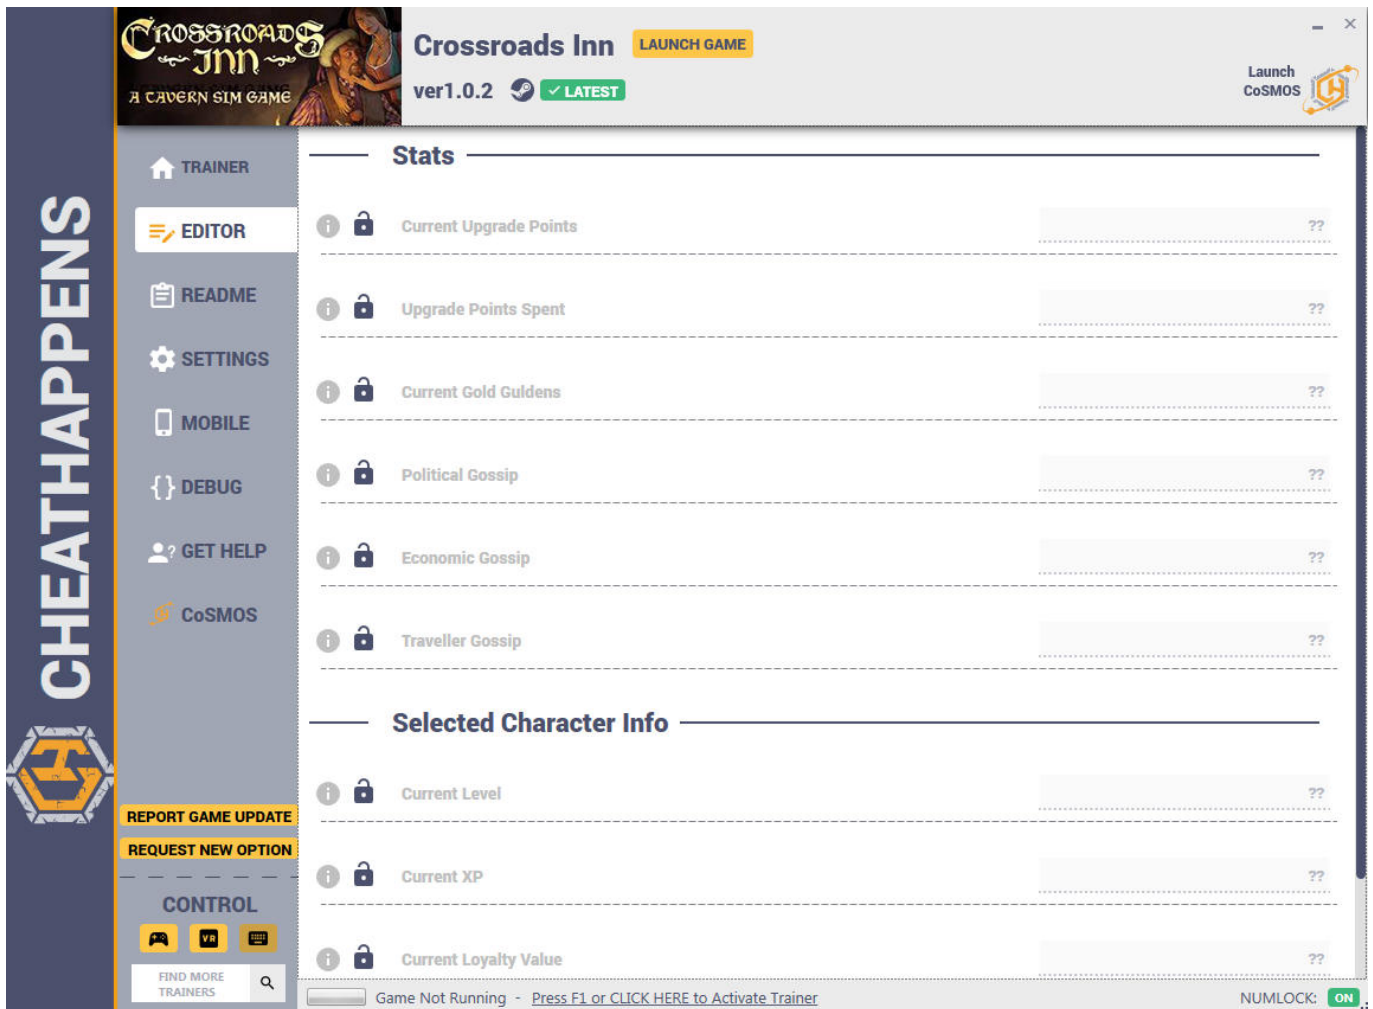 CROSSROADS
INN
A TAVERN SIM GAME
Crossroads Inn
LAUNCH GAME
ver1.0.2
LATEST
Launch
CoSMOS
CHEATHAPPENS
TRAINER
EDITOR
README
SETTINGS
MOBILE
DEBUG
GET HELP
CoSMOS
REPORT GAME UPDATE
REQUEST NEW OPTION
CONTROL
VR
FIND MORE
TRAINERS
Stats
Current Upgrade Points ??
Upgrade Points Spent ??
Current Gold Guldens ??
Political Gossip ??
Economic Gossip ??
Traveller Gossip ??
Selected Character Info
Current Level ??
Current XP ??
Current Loyalty Value ??
Game Not Running - Press F1 or CLICK HERE to Activate Trainer
NUMLOCK: ON